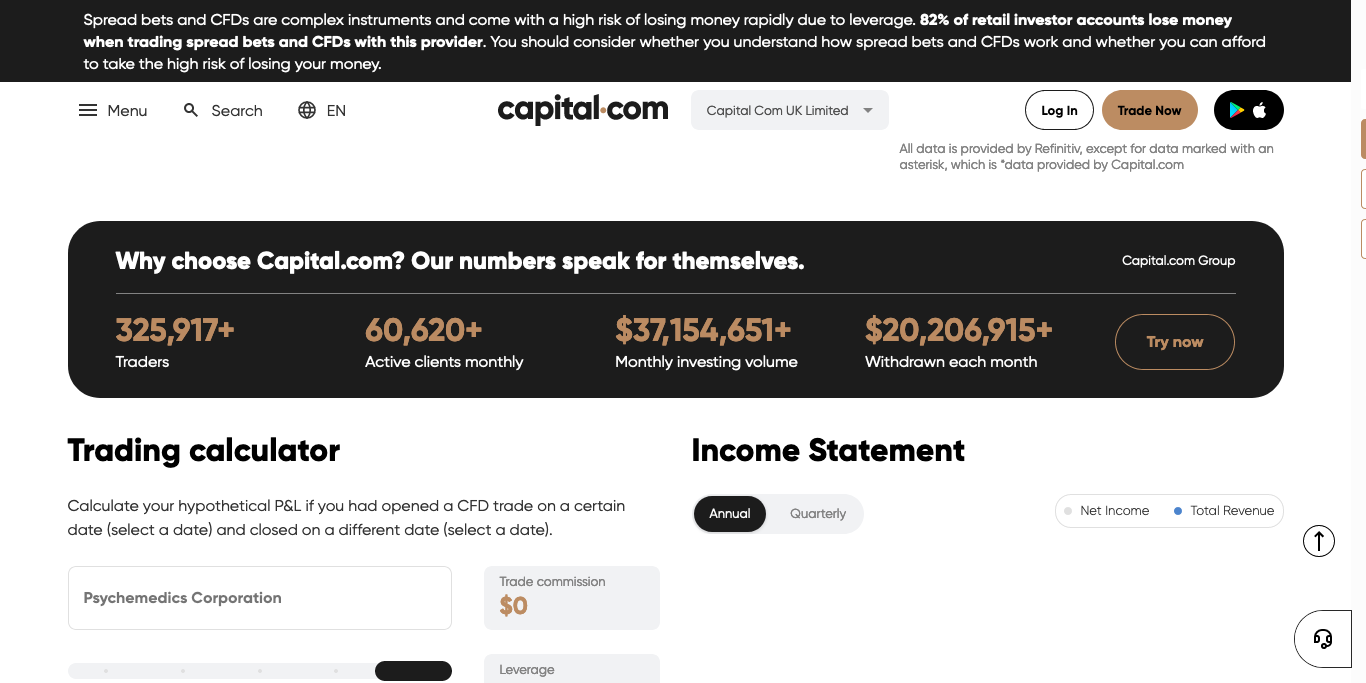 Spread bets and CFDs are complex instruments and come with a high risk of losing money rapidly due to leverage. 82% of retail investor accounts lose money
when trading spread bets and CFDs with this provider. You should consider whether you understand how spread bets and CFDs work and whether you can afford
to take the high risk of losing your money.
Menu
Search
EN
capital.com
Capital Com UK Limited
Log In
Trade Now
All data is provided by Refinitiv, except for data marked with an
asterisk, which is *data provided by Capital.com
Why choose Capital.com? Our numbers speak for themselves.
Capital.com Group
325,917+
Traders
60,620+
Active clients monthly
$37,154,651+
Monthly investing volume
$20,206,915+
Withdrawn each month
Try now
Trading calculator
Calculate your hypothetical P&L if you had opened a CFD trade on a certain
date (select a date) and closed on a different date (select a date).
Psychemedics Corporation
Trade commission
$0
Leverage
Income Statement
Annual
Quarterly
Net Income
Total Revenue